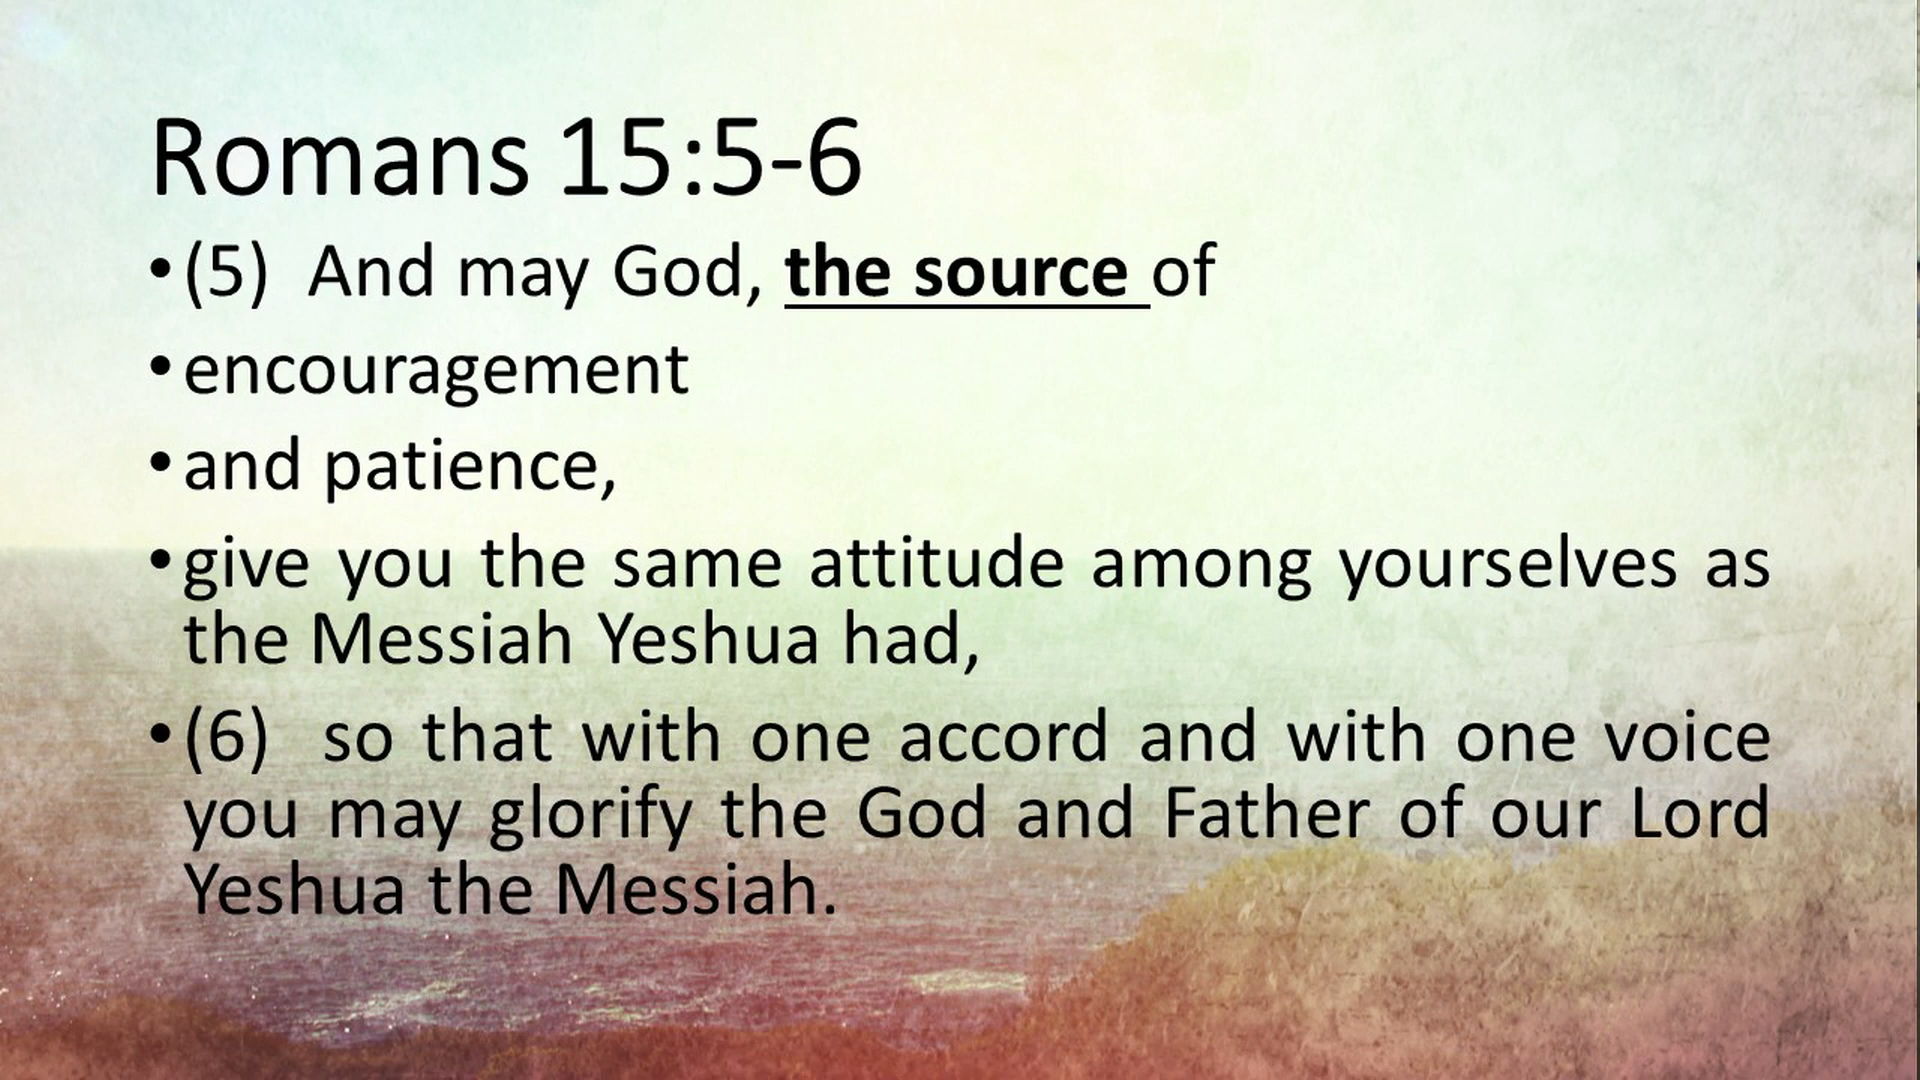 Romans 15:5-6
•(5)  And may God, the source of
•encouragement
•and patience,
•give you the same attitude among yourselves as
the Messiah Yeshua had,
•(6)  so that with one accord and with one voice
you may glorify the God and Father of our Lord
Yeshua the Messiah.